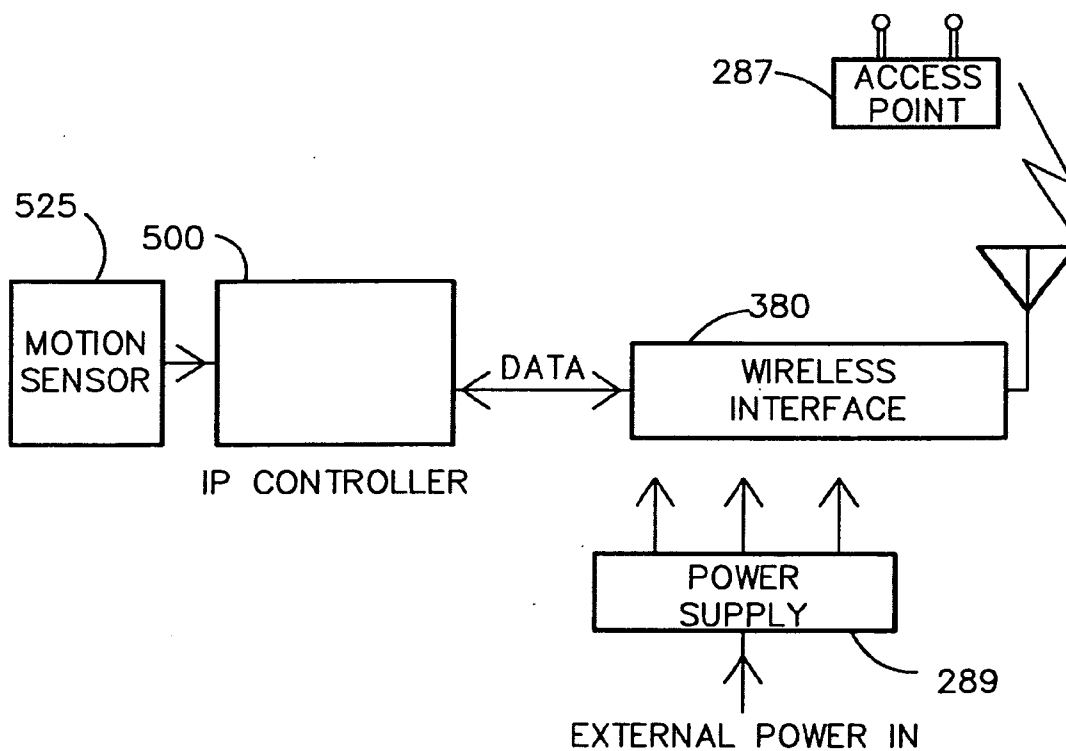 287
ACCESS
POINT
525
500
MOTION
SENSOR
IP CONTROLLER
DATA
380
WIRELESS
INTERFACE
POWER
SUPPLY
289
EXTERNAL POWER IN